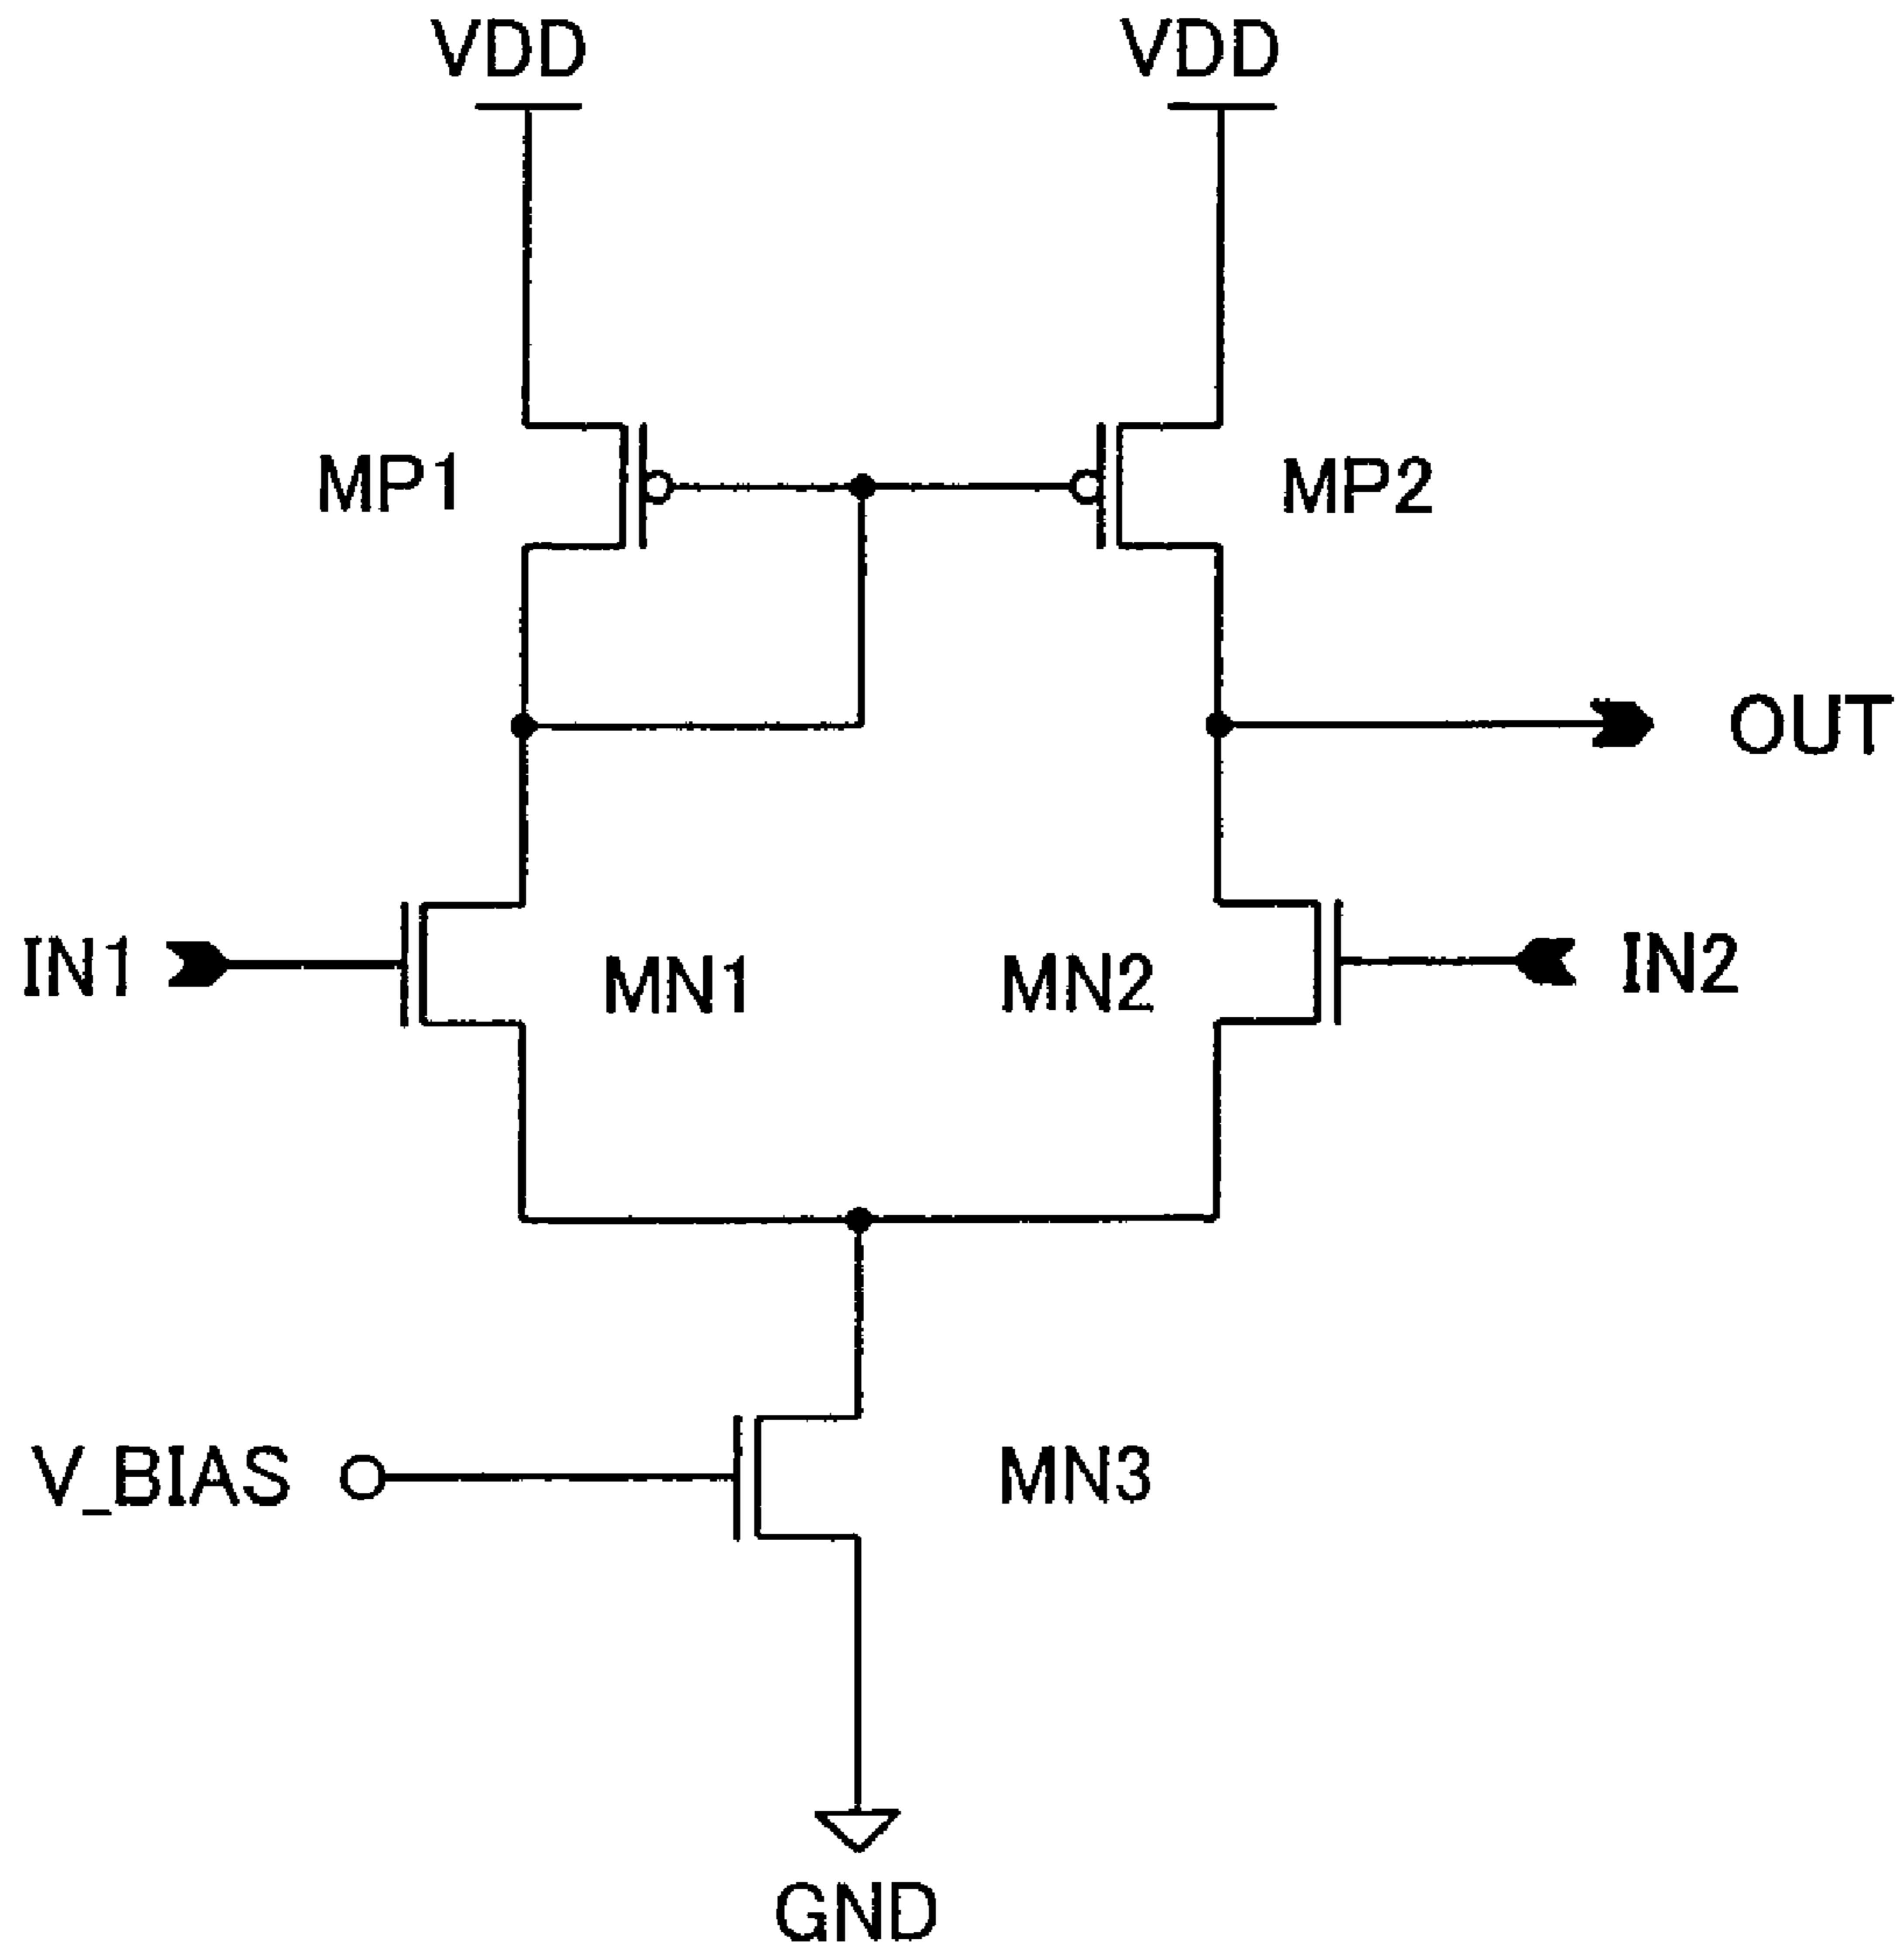 VDD VDD
MP1 MP2
OUT
IN1 MN1 MN2 IN2
V_BIAS MN3
GND